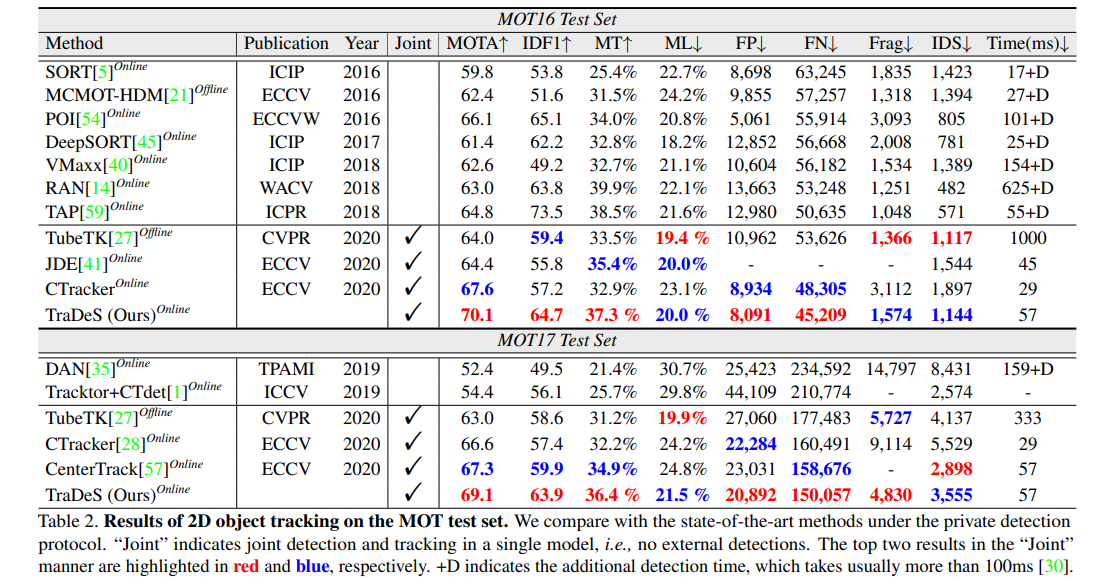 MOT16 Test Set
Method Publication Year Joint MOTA↑ IDF1↑ MT↑ ML↓ FP↓ FN↓ Frag↓ IDS↓ Time(ms)↓
SORT[5]Online ICIP 2016 59.8 53.8 25.4% 22.7% 8,698 63,245 1,835 1,423 17+D
MCMOT-HDM[21]Offline ECCV 2016 62.4 51.6 31.5% 24.2% 9,855 57,257 1,318 1,394 27+D
POI[54]Online ECCVW 2016 66.1 65.1 34.0% 20.8% 5,061 55,914 3,093 805 101+D
DeepSORT[45]Online ICIP 2017 61.4 62.2 32.8% 18.2% 12,852 56,668 2,008 781 25+D
VMaxx[40]Online ICIP 2018 62.6 49.2 32.7% 21.1% 10,604 56,182 1,534 1,389 154+D
RAN[14]Online WACV 2018 63.0 63.8 39.9% 22.1% 13,663 53,248 1,251 482 625+D
TAP[59]Online ICPR 2018 64.8 73.5 38.5% 21.6% 12,980 50,635 1,048 571 55+D
TubeTK[27]Offline CVPR 2020 ✓ 64.0 59.4 33.5% 19.4 % 10,962 53,626 1,366 1,117 1000
JDE[41]Online ECCV 2020 ✓ 64.4 55.8 35.4% 20.0% - - - 1,544 45
CTrackerOnline ECCV 2020 ✓ 67.6 57.2 32.9% 23.1% 8,934 48,305 3,112 1,897 29
TraDeS (Ours)Online ✓ 70.1 64.7 37.3 % 20.0 % 8,091 45,209 1,574 1,144 57
MOT17 Test Set
DAN[35]Online TPAMI 2019 52.4 49.5 21.4% 30.7% 25,423 234,592 14,797 8,431 159+D
Tracktor+CTdet[1]Online ICCV 2019 54.4 56.1 25.7% 29.8% 44,109 210,774 - 2,574 -
TubeTK[27]Offline CVPR 2020 ✓ 63.0 58.6 31.2% 19.9% 27,060 177,483 5,727 4,137 333
CTracker[28]Online ECCV 2020 ✓ 66.6 57.4 32.2% 24.2% 22,284 160,491 9,114 5,529 29
CenterTrack[57]Online ECCV 2020 ✓ 67.3 59.9 34.9% 24.8% 23,031 158,676 - 2,898 57
TraDeS (Ours)Online ✓ 69.1 63.9 36.4 % 21.5 % 20,892 150,057 4,830 3,555 57
Table 2. Results of 2D object tracking on the MOT test set. We compare with the state-of-the-art methods under the private detection
protocol. “Joint” indicates joint detection and tracking in a single model, i.e., no external detections. The top two results in the “Joint”
manner are highlighted in red and blue, respectively. +D indicates the additional detection time, which takes usually more than 100ms [30].